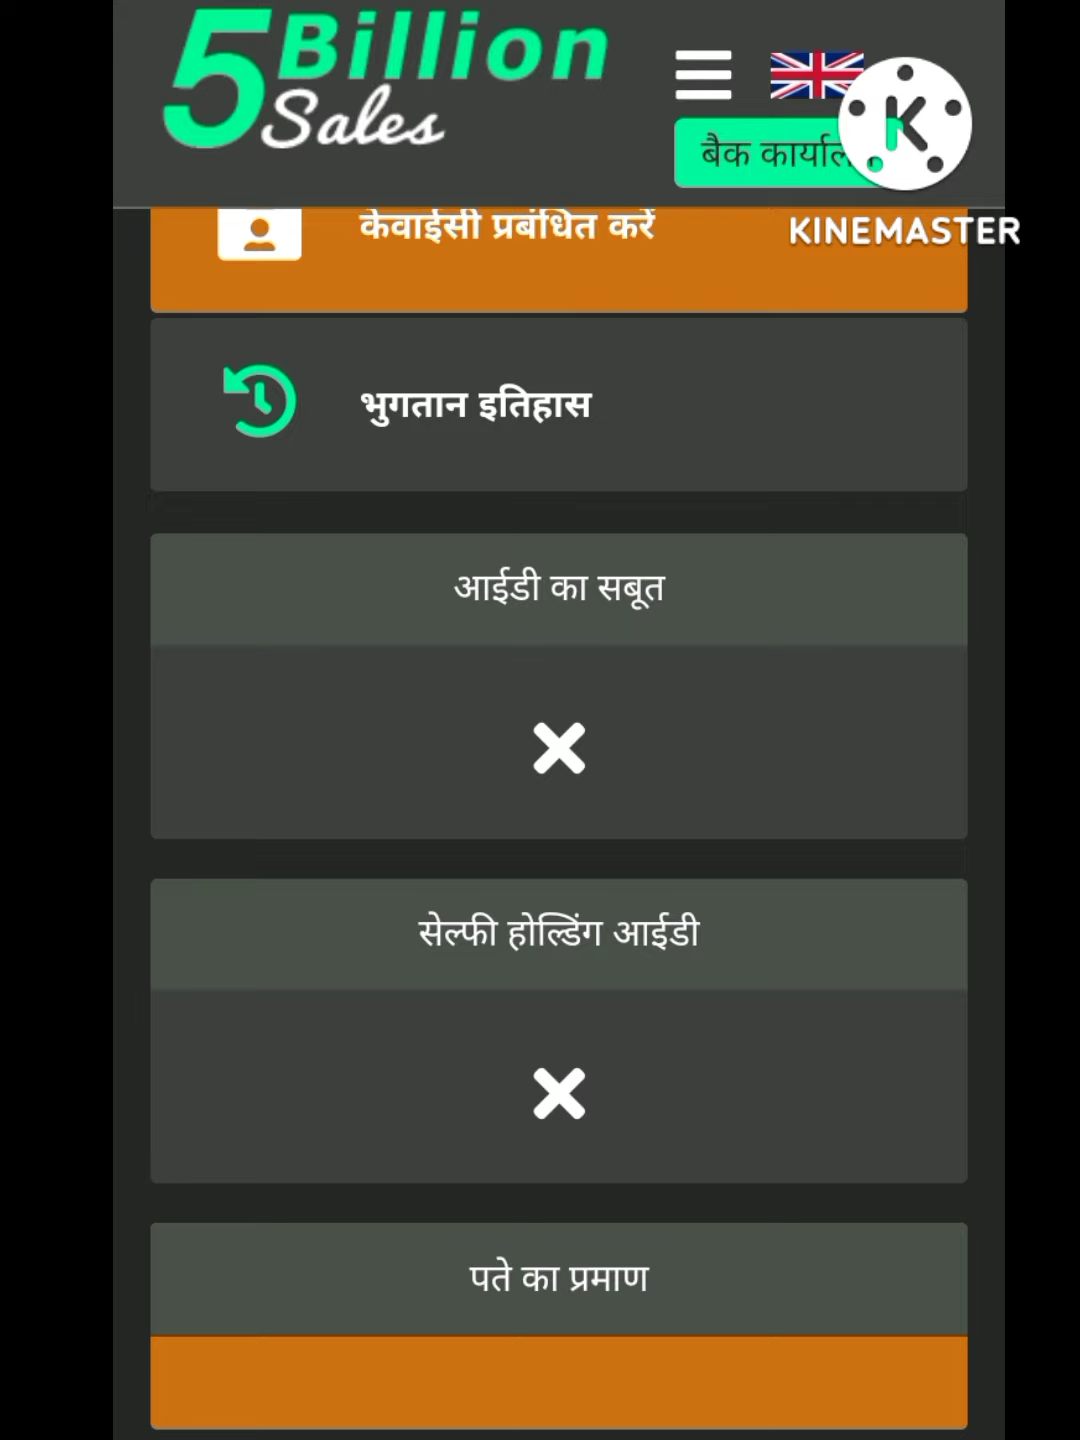 5 Billion
Sales
बैक
KINEMASTER
केवाईसी प्रबंधित करें
भुगतान इतिहास
आईडी का सबूत
सेल्फी होल्डिंग आईडी
पते का प्रमाण